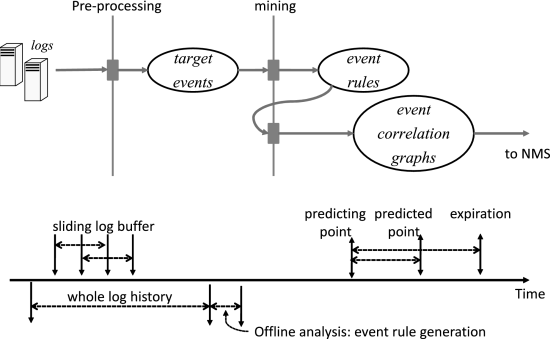 Pre-processing
mining
logs
target
events
event
rules
event
correlation
graphs
to NMS
sliding log buffer
predicting
point
predicted
point
expiration
whole log history
Time
Offline analysis: event rule generation